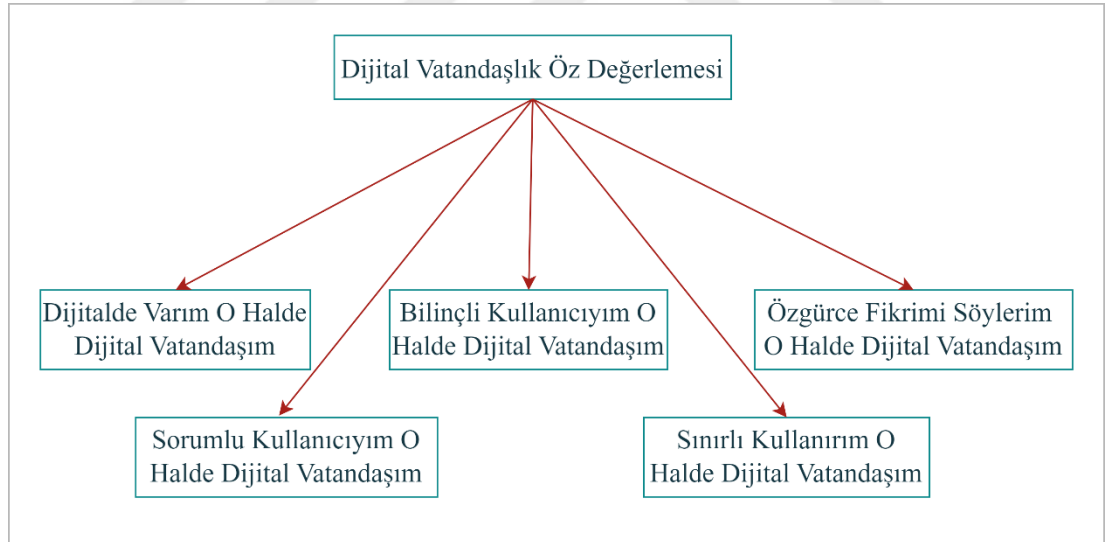 Dijital Vatandaşlık Öz Değerlemesi
Dijitalde Varım O Halde
Dijital Vatandaşım
Bilinçli Kullanıcıyım O
Halde Dijital Vatandaşım
Özgürce Fikrimi Söylerim
O Halde Dijital Vatandaşım
Sorumlu Kullanıcıyım O
Halde Dijital Vatandaşım
Sınırlı Kullanırım O
Halde Dijital Vatandaşım